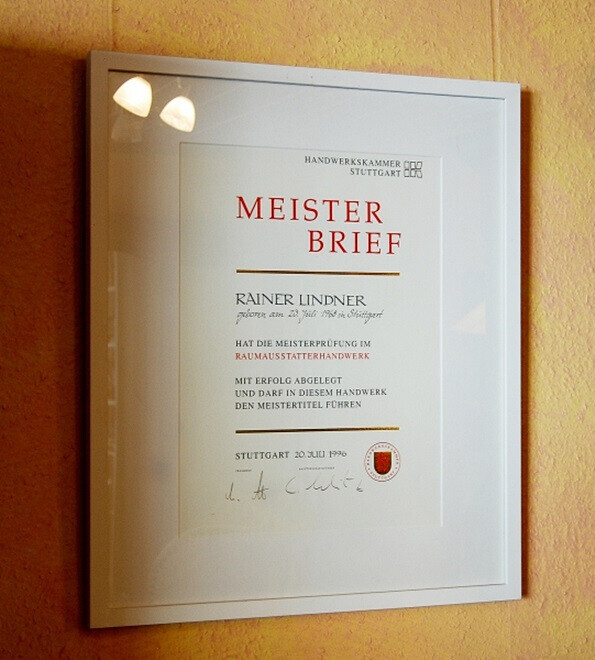 HANDWERKSKAMMER
STUTTGART
MEISTER
BRIEF
RAINER LINDNER
geboren am 23. Juli 1968 in Stuttgart
HAT DIE MEISTERPRÜFUNG IM
RAUMAUSSTATTERHANDWERK
MIT ERFOLG ABGELEGT
UND DARF IN DIESEM HANDWERK
DEN MEISTERTITEL FÜHREN
STUTTGART 20. JULI 1996